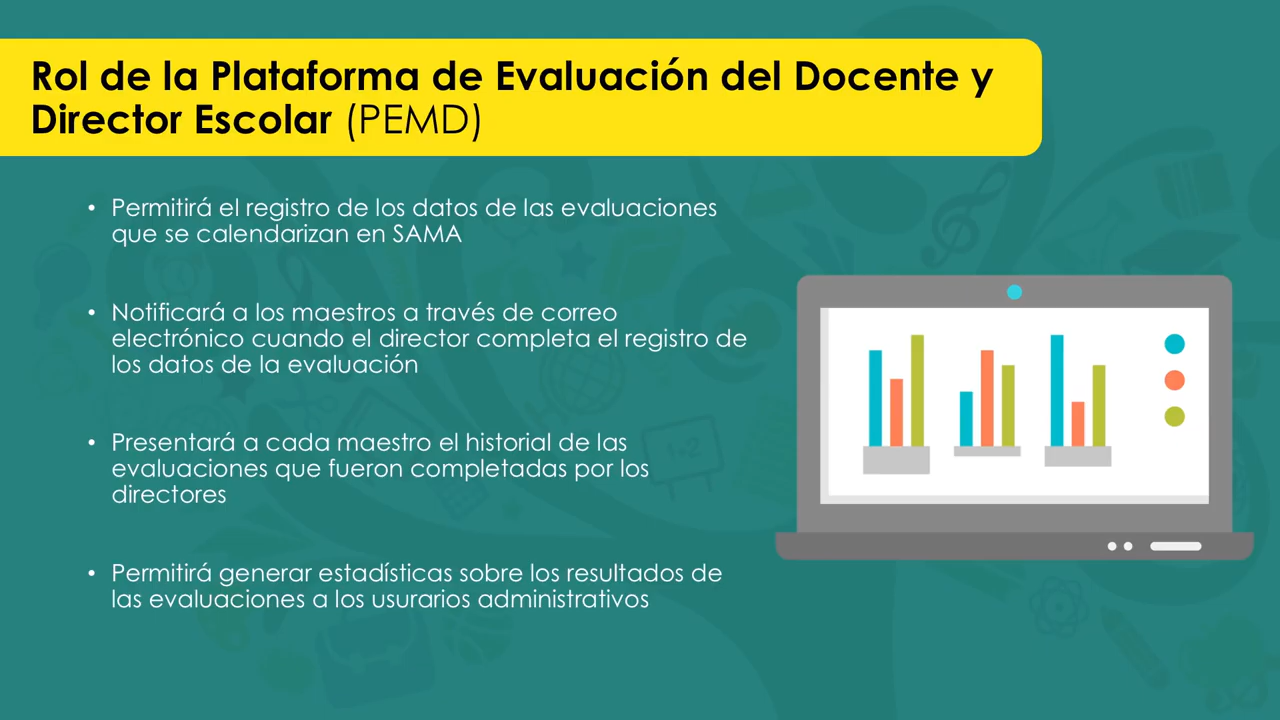 Rol de la Plataforma de Evaluación del Docente y
Director Escolar (PEMD)
• Permitirá el registro de los datos de las evaluaciones
que se calendarizan en SAMA
• Notificará a los maestros a través de correo
electrónico cuando el director completa el registro de
los datos de la evaluación
• Presentará a cada maestro el historial de las
evaluaciones que fueron completadas por los
directores
• Permitirá generar estadísticas sobre los resultados de
las evaluaciones a los usurarios administrativos
1+2